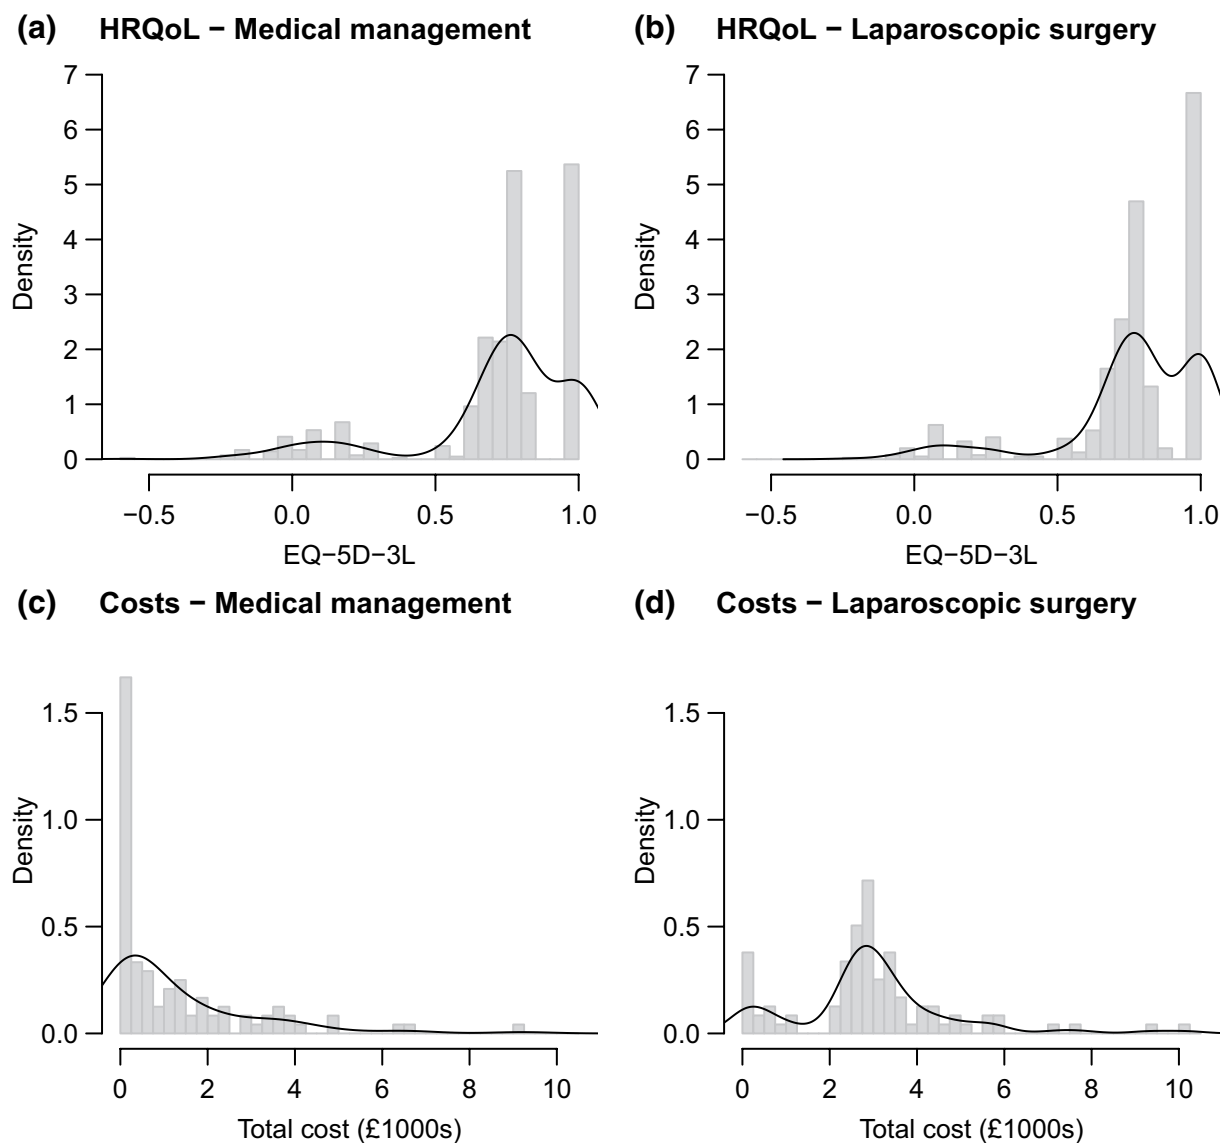 (a) HRQoL − Medical management
7
6
5
4
3
2
1
0
Density
−0.5 0.0 0.5 1.0
EQ−5D−3L
(b) HRQoL − Laparoscopic surgery
7
6
5
4
3
2
1
0
Density
−0.5 0.0 0.5 1.0
EQ−5D−3L
(c) Costs − Medical management
1.5
1.0
0.5
0.0
Density
0 2 4 6 8 10
Total cost (£1000s)
(d) Costs − Laparoscopic surgery
1.5
1.0
0.5
0.0
Density
0 2 4 6 8 10
Total cost (£1000s)